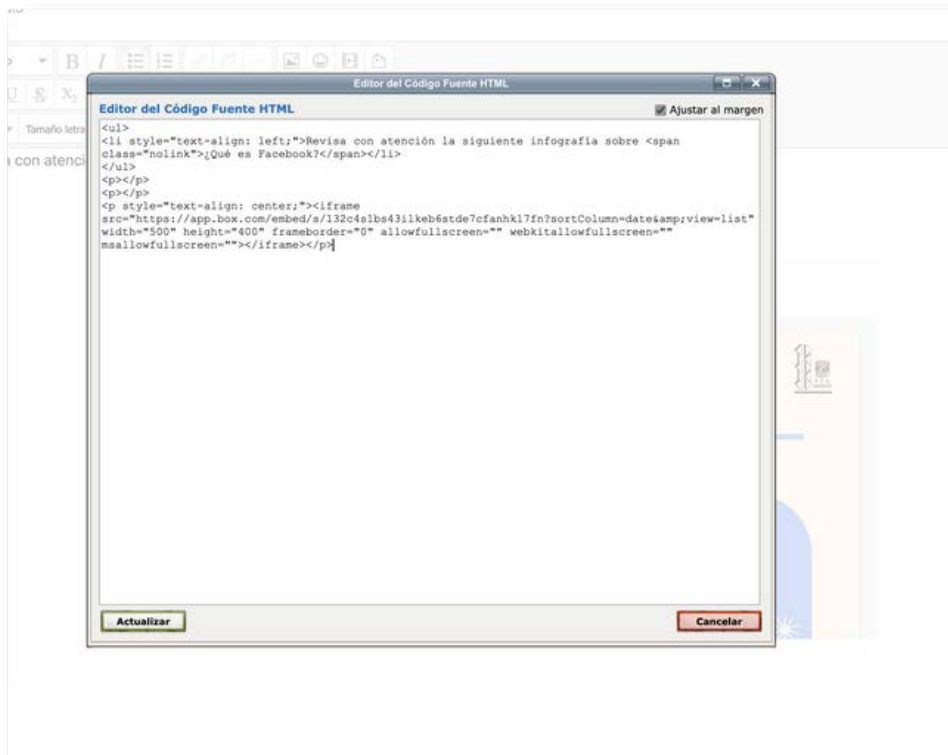 Editor del Código Fuente HTML
Editor del Código Fuente HTML
Ajustar al margen
Tamaño letra
con atenci
<ul>
<li style="text-align: left;">Revisa con atención la siguiente infografía sobre <span
class="nolink">¿Qué es Facebook?</span></li>
</ul>
<p></p>
<p></p>
<p style="text-align: center;"><iframe
src="https://app.box.com/embed/s/132c4s1bs43ilkeb6stde7cfanhk17fn?sortColumn=date&amp;view=list"
width="500" height="400" frameborder="0" allowfullscreen="" webkitallowfullscreen=""
msallowfullscreen=""></iframe></p>
Actualizar
Cancelar